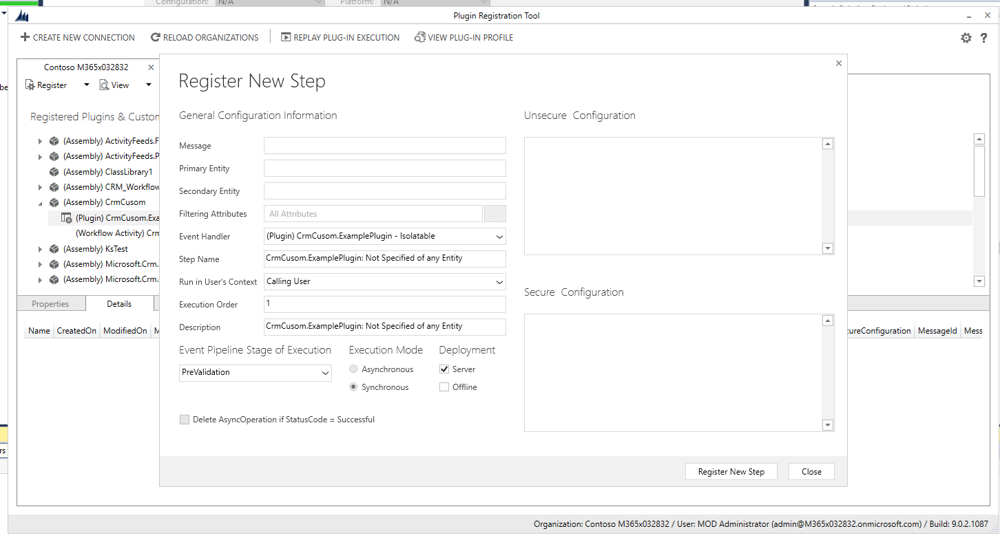 Configuration: N/A Platform: N/A
Plugin Registration Tool
CREATE NEW CONNECTION RELOAD ORGANIZATIONS REPLAY PLUG-IN EXECUTION VIEW PLUG-IN PROFILE
Contoso M365x032832
Register View
Registered Plugins & Custon
(Assembly) ActivityFeeds.F
(Assembly) ActivityFeeds.P
(Assembly) ClassLibrary1
(Assembly) CRM_Workflow
(Assembly) CrmCusom
(Plugin) CrmCusom.Exa
(Workflow Activity) Crm
(Assembly) KsTest
(Assembly) Microsoft.Crm.
(Assembly) Microsoft.Crm.
Properties Details
Name CreatedOn ModifiedOn M
Register New Step
General Configuration Information
Message
Primary Entity
Secondary Entity
Filtering Attributes All Attributes ...
Event Handler (Plugin) CrmCusom.ExamplePlugin - Isolatable
Step Name CrmCusom.ExamplePlugin: Not Specified of any Entity
Run in User's Context Calling User
Execution Order 1
Description CrmCusom.ExamplePlugin: Not Specified of any Entity
Event Pipeline Stage of Execution Execution Mode Deployment
PreValidation Asynchronous Server
Synchronous Offline
Delete AsyncOperation if StatusCode = Successful
Unsecure Configuration
Secure Configuration
Register New Step Close
cureConfiguration MessageId Mess
Organization: Contoso M365x032832 / User: MOD Administrator (admin@M365x032832.onmicrosoft.com) / Build: 9.0.2.1087